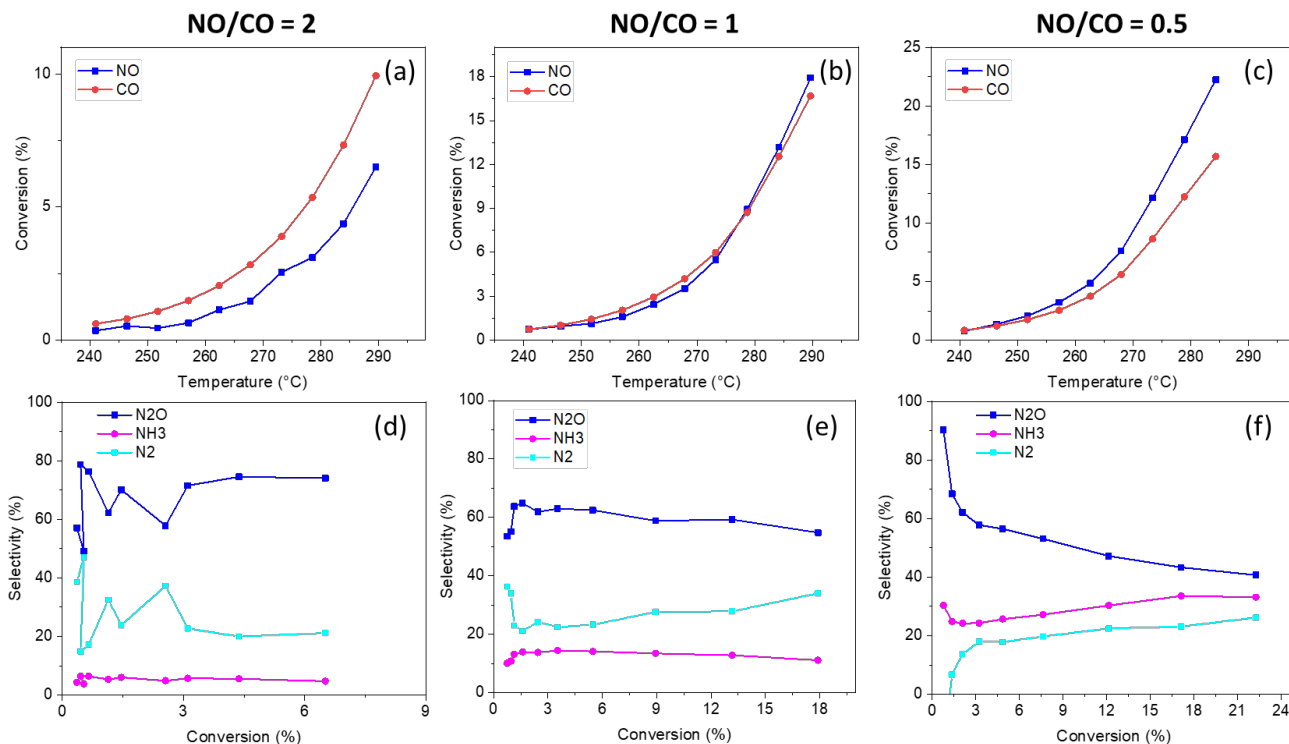 NO/CO = 2
NO/CO = 1
NO/CO = 0.5
(a)
NO
CO
10
5
0
Conversion (%)
240 250 260 270 280 290
Temperature (°C)
(b)
NO
CO
18
15
12
9
6
3
0
Conversion (%)
240 250 260 270 280 290
Temperature (°C)
(c)
NO
CO
25
20
15
10
5
0
Conversion (%)
240 250 260 270 280 290
Temperature (°C)
(d)
N2O
NH3
N2
100
80
60
40
20
0
Selectivity (%)
0 3 6 9
Conversion (%)
(e)
N2O
NH3
N2
100
80
60
40
20
0
Selectivity (%)
0 3 6 9 12 15 18
Conversion (%)
(f)
N2O
NH3
N2
100
80
60
40
20
0
Selectivity (%)
0 3 6 9 12 15 18 21 24
Conversion (%)